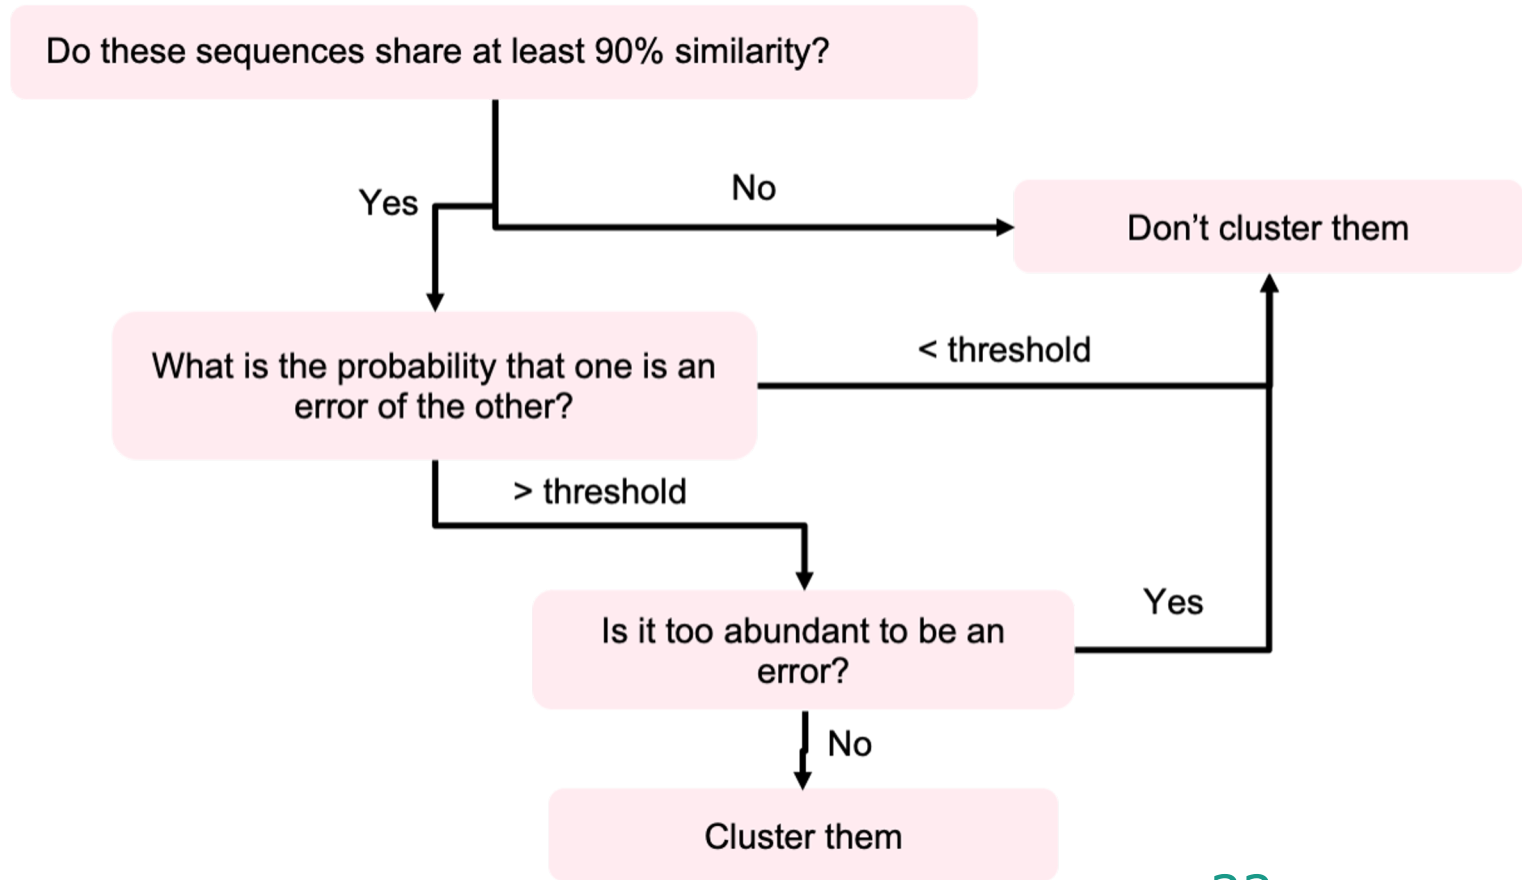 Do these sequences share at least 90% similarity?
No
Yes
Don’t cluster them
< threshold
What is the probability that one is an
error of the other?
> threshold
Yes
Is it too abundant to be an
error?
No
Cluster them